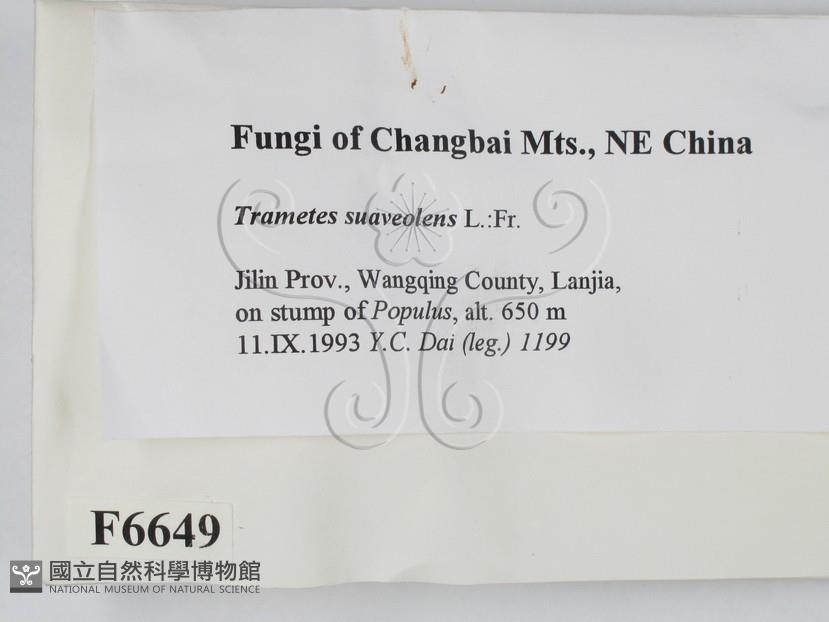 Fungi of Changbai Mts., NE China
Trametes suaveolens L.:Fr.
Jilin Prov., Wangqing County, Lanjia,
on stump of Populus, alt. 650 m
11.IX.1993 Y.C. Dai (leg.) 1199
F6649
國立自然科學博物館
NATIONAL MUSEUM OF NATURAL SCIENCE